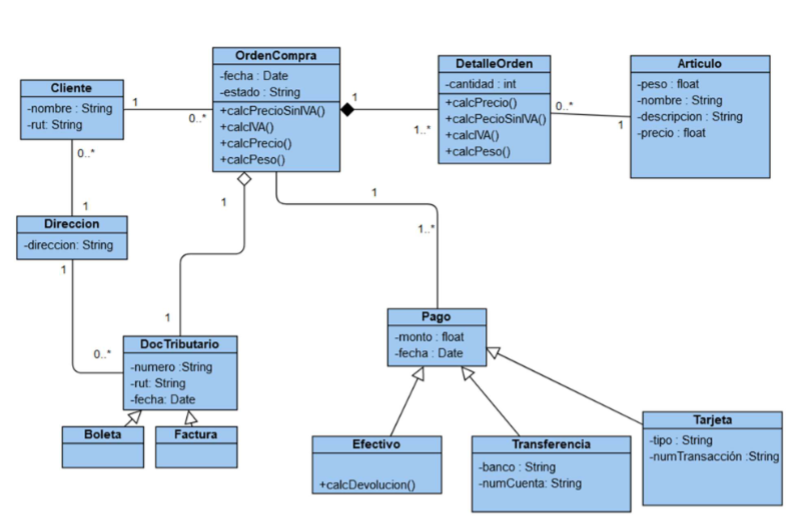 Cliente
-nombre : String
-rut: String
1
0..*
OrdenCompra
-fecha : Date
-estado : String
+calcPrecioSinIVA()
+calcIVA()
+calcPrecio()
+calcPeso()
1
1..*
DetalleOrden
-cantidad : int
+calcPrecio()
+calcPecioSinIVA()
+calcIVA()
+calcPeso()
0..*
1
Articulo
-peso : float
-nombre : String
-descripcion : String
-precio : float
0..*
1
Direccion
-direccion: String
1
0..*
1
1
1
1..*
DocTributario
-numero :String
-rut: String
-fecha: Date
Boleta
Factura
Pago
-monto : float
-fecha : Date
Efectivo
+calcDevolucion()
Transferencia
-banco : String
-numCuenta: String
Tarjeta
-tipo : String
-numTransacción :String